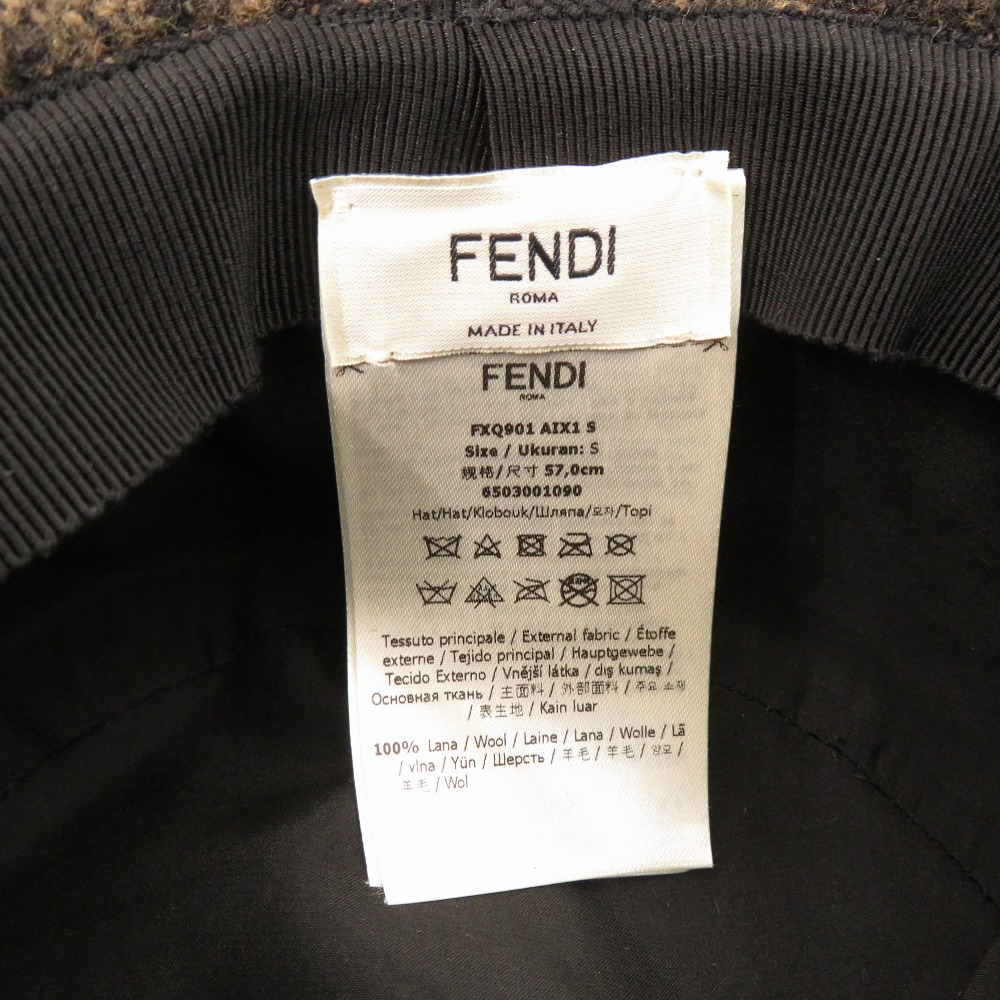 FENDI
ROMA
MADE IN ITALY
FENDI
ROMA
FXQ901 AIX1 S
Size / Ukuran: S
规格/尺寸 57,0cm
6503001090
Hat/Hat/Klobouk/Шляпа/모자/Topi
Tessuto principale / External fabric / Étoffe
externe / Tejido principal / Hauptgewebe /
Tecido Externo / Vnější látka / dış kumaş /
Основная ткань / 主面料 / 外部面料 / 주요 소재
/ 表生地 / Kain luar
100% Lana / Wool / Laine / Lana / Wolle / Lã
/ vlna / Yün / Шерсть / 羊毛 / 羊毛 / 양모 /
羊毛 / Wol